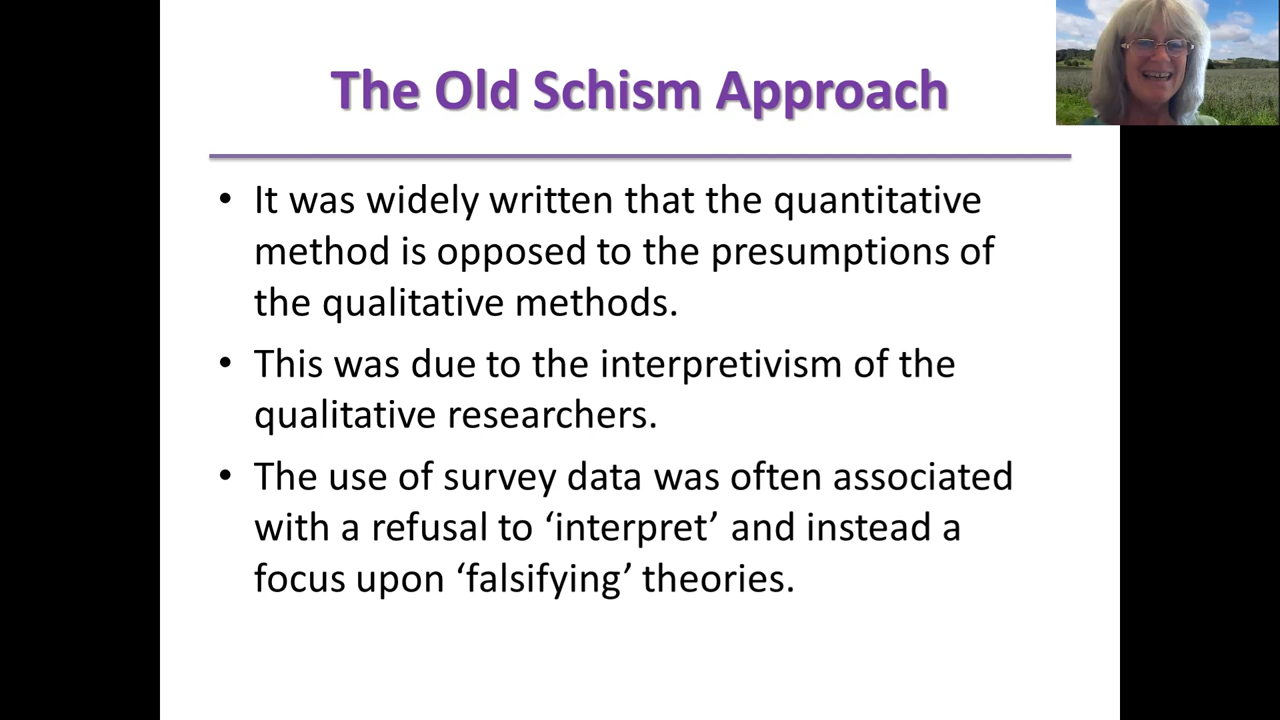 The Old Schism Approach
• It was widely written that the quantitative
method is opposed to the presumptions of
the qualitative methods.
• This was due to the interpretivism of the
qualitative researchers.
• The use of survey data was often associated
with a refusal to ‘interpret’ and instead a
focus upon ‘falsifying’ theories.